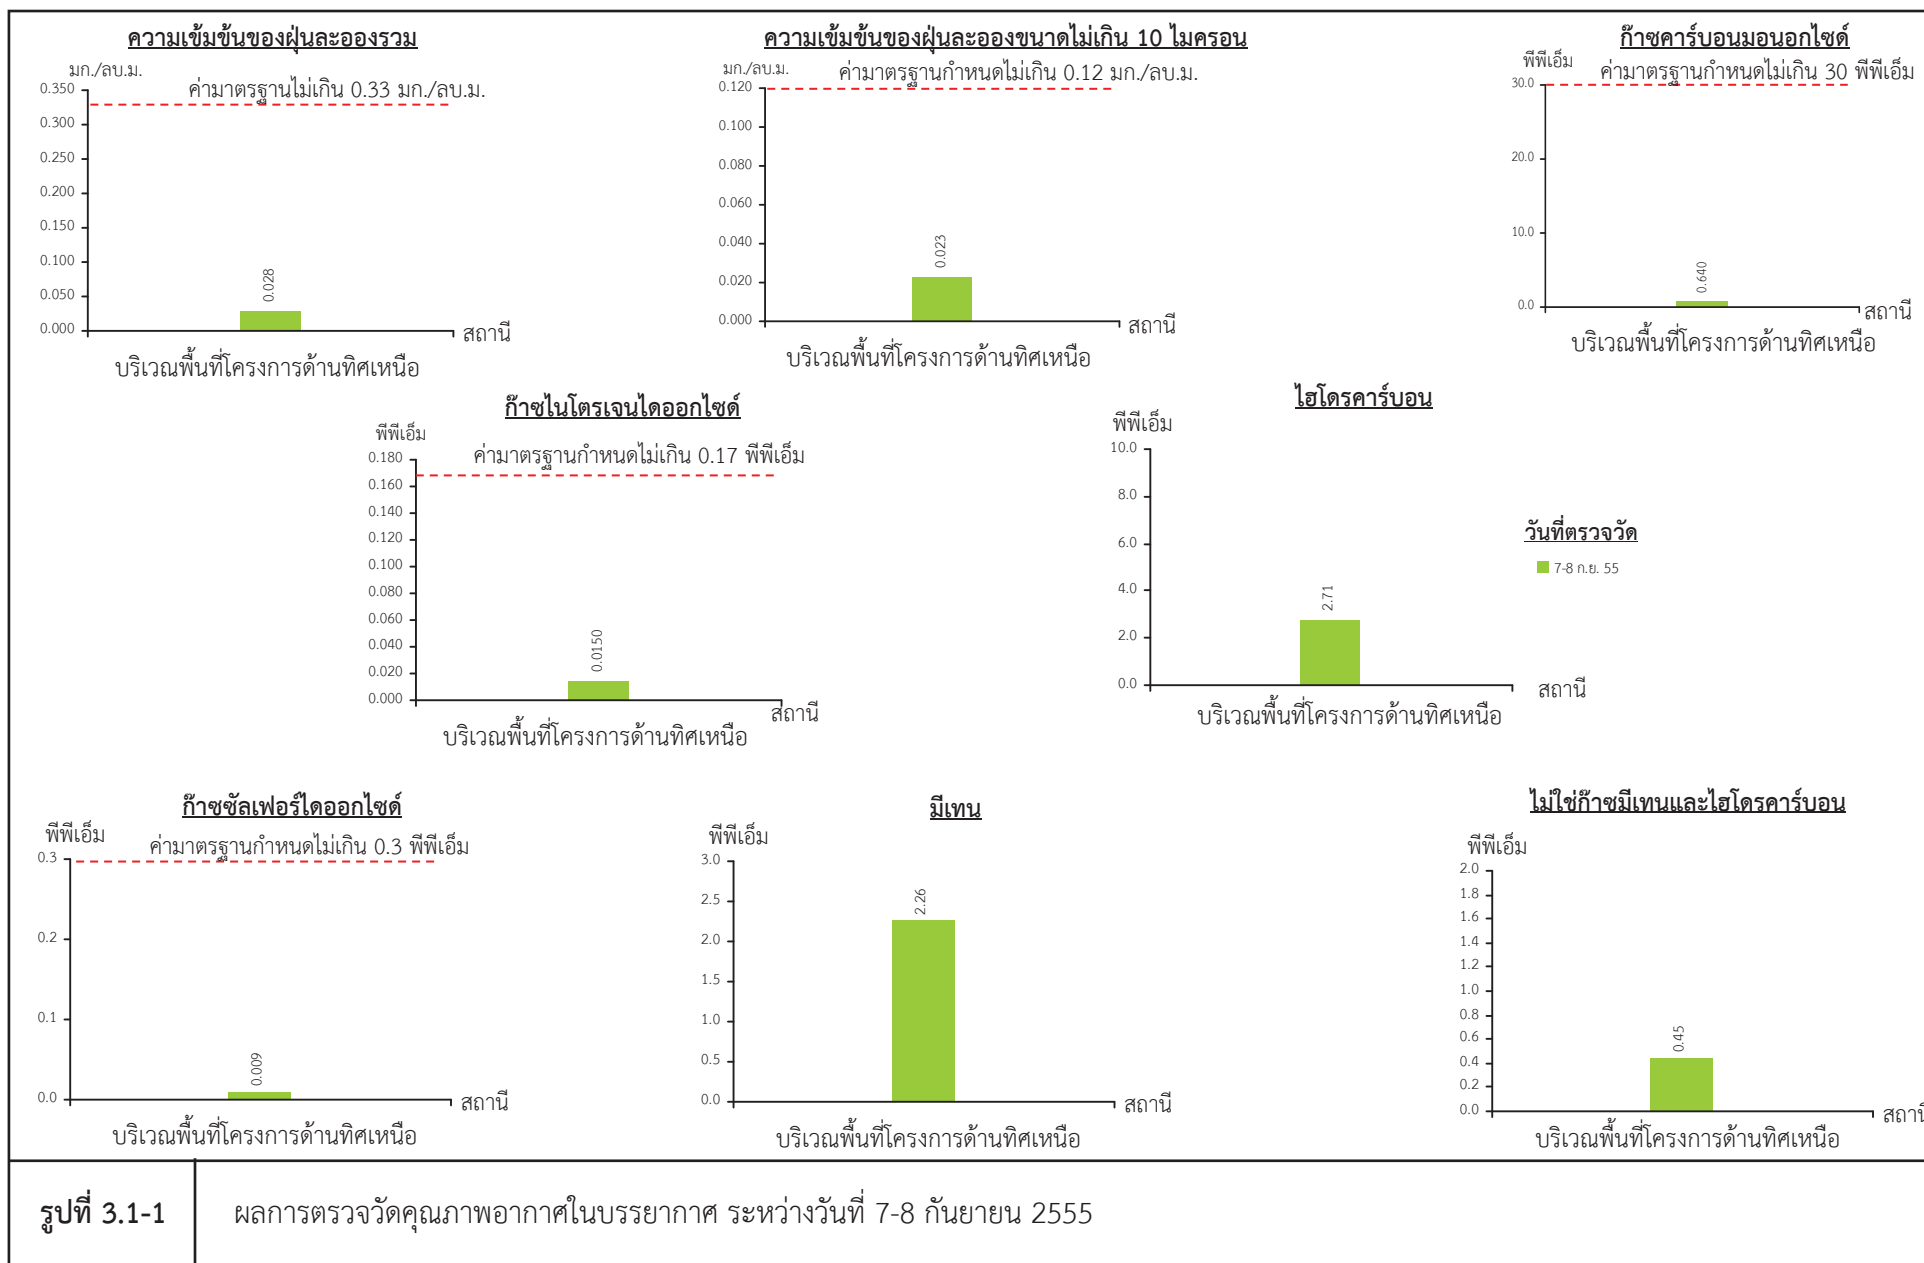 ความเข้มข้นของฝุ่นละอองรวม
มก./ลบ.ม.
ค่ามาตรฐานไม่เกิน 0.33 มก./ลบ.ม.
0.350
0.300
0.250
0.200
0.150
0.100
0.050
0.000
0.028
สถานี
บริเวณพื้นที่โครงการด้านทิศเหนือ
ความเข้มข้นของฝุ่นละอองขนาดไม่เกิน 10 ไมครอน
มก./ลบ.ม.
ค่ามาตรฐานกำหนดไม่เกิน 0.12 มก./ลบ.ม.
0.120
0.100
0.080
0.060
0.040
0.020
0.000
0.023
สถานี
บริเวณพื้นที่โครงการด้านทิศเหนือ
ก๊าซคาร์บอนมอนอกไซด์
พีพีเอ็ม
ค่ามาตรฐานกำหนดไม่เกิน 30 พีพีเอ็ม
30.0
20.0
10.0
0.0
0.640
สถานี
บริเวณพื้นที่โครงการด้านทิศเหนือ
ก๊าซไนโตรเจนไดออกไซด์
พีพีเอ็ม
ค่ามาตรฐานกำหนดไม่เกิน 0.17 พีพีเอ็ม
0.180
0.160
0.140
0.120
0.100
0.080
0.060
0.040
0.020
0.000
0.0150
สถานี
บริเวณพื้นที่โครงการด้านทิศเหนือ
ไฮโดรคาร์บอน
พีพีเอ็ม
10.0
8.0
6.0
4.0
2.0
0.0
2.71
สถานี
บริเวณพื้นที่โครงการด้านทิศเหนือ
วันที่ตรวจวัด
7-8 ก.ย. 55
ก๊าซซัลเฟอร์ไดออกไซด์
พีพีเอ็ม
ค่ามาตรฐานกำหนดไม่เกิน 0.3 พีพีเอ็ม
0.3
0.2
0.1
0.0
0.009
สถานี
บริเวณพื้นที่โครงการด้านทิศเหนือ
มีเทน
พีพีเอ็ม
3.0
2.5
2.0
1.5
1.0
0.5
0.0
2.26
สถานี
บริเวณพื้นที่โครงการด้านทิศเหนือ
ไม่ใช่ก๊าซมีเทนและไฮโดรคาร์บอน
พีพีเอ็ม
2.0
1.8
1.6
1.4
1.2
1.0
0.8
0.6
0.4
0.2
0.0
0.45
สถานี
บริเวณพื้นที่โครงการด้านทิศเหนือ
รูปที่ 3.1-1
ผลการตรวจวัดคุณภาพอากาศในบรรยากาศ ระหว่างวันที่ 7-8 กันยายน 2555